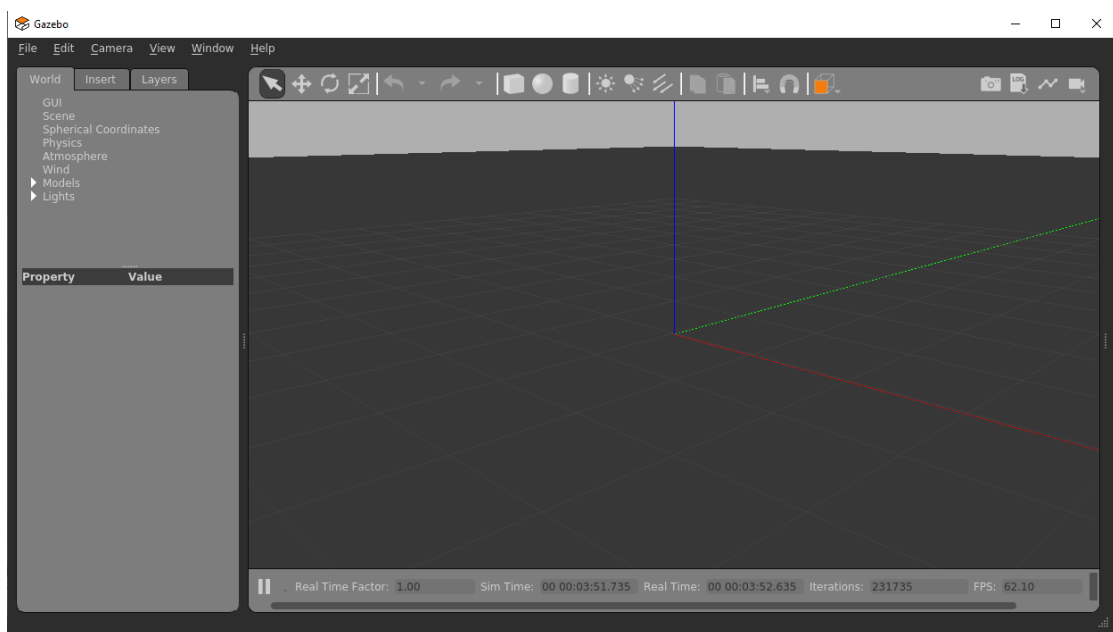 Gazebo
File Edit Camera View Window Help
World Insert Layers
LOG
GUI
Scene
Spherical Coordinates
Physics
Atmosphere
Wind
Models
Lights
Property Value
Real Time Factor: 1.00 Sim Time: 00 00:03:51.735 Real Time: 00 00:03:52.635 Iterations: 231735 FPS: 62.10